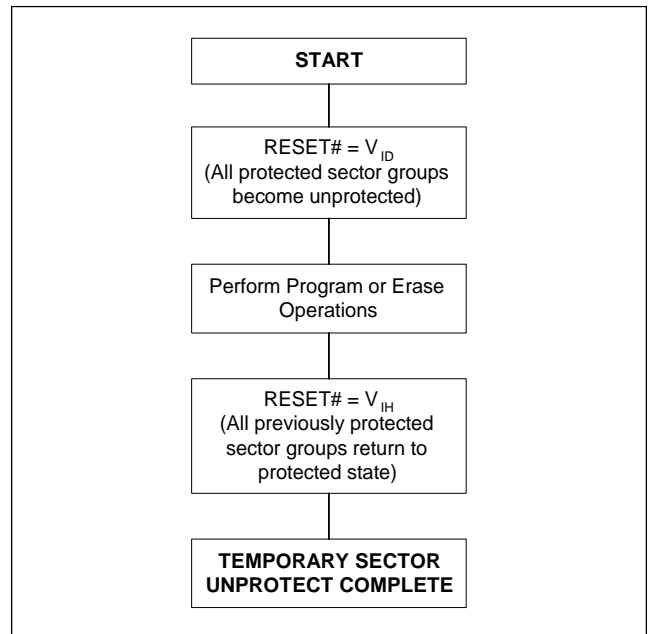 START
RESET# = V_ID
(All protected sector groups
become unprotected)
Perform Program or Erase
Operations
RESET# = V_IH
(All previously protected
sector groups return to
protected state)
TEMPORARY SECTOR
UNPROTECT COMPLETE